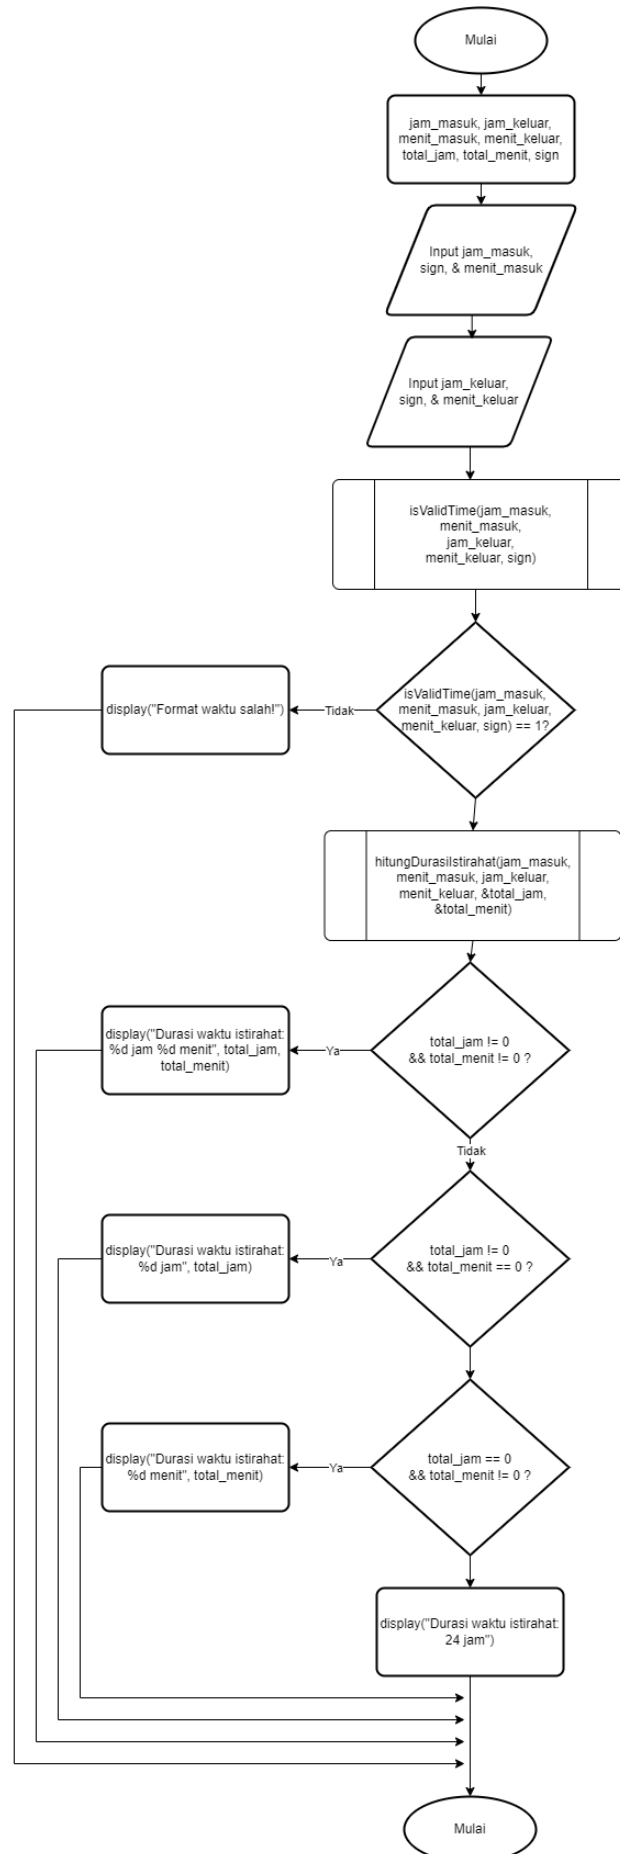 Mulai
jam_masuk, jam_keluar,
menit_masuk, menit_keluar,
total_jam, total_menit, sign
Input jam_masuk,
sign, & menit_masuk
Input jam_keluar,
sign, & menit_keluar
isValidTime(jam_masuk,
menit_masuk,
jam_keluar,
menit_keluar, sign)
isValidTime(jam_masuk,
menit_masuk, jam_keluar,
menit_keluar, sign) == 1?
Tidak
display("Format waktu salah!")
hitungDurasiIstirahat(jam_masuk,
menit_masuk, jam_keluar,
menit_keluar, &total_jam,
&total_menit)
total_jam != 0
&& total_menit != 0 ?
Ya
display("Durasi waktu istirahat:
%d jam %d menit", total_jam,
total_menit)
Tidak
total_jam != 0
&& total_menit == 0 ?
Ya
display("Durasi waktu istirahat:
%d jam", total_jam)
total_jam == 0
&& total_menit != 0 ?
Ya
display("Durasi waktu istirahat:
%d menit", total_menit)
display("Durasi waktu istirahat:
24 jam")
Mulai